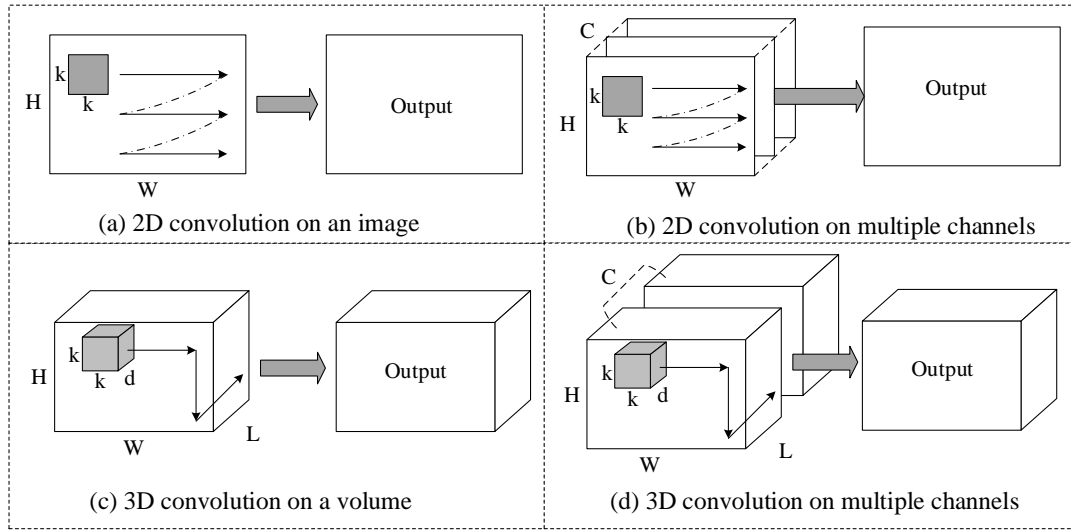 k
k
H
W
Output
(a) 2D convolution on an image
C
k
k
H
W
Output
(b) 2D convolution on multiple channels
k
k
d
H
W
L
Output
(c) 3D convolution on a volume
C
k
k
d
H
W
L
Output
(d) 3D convolution on multiple channels